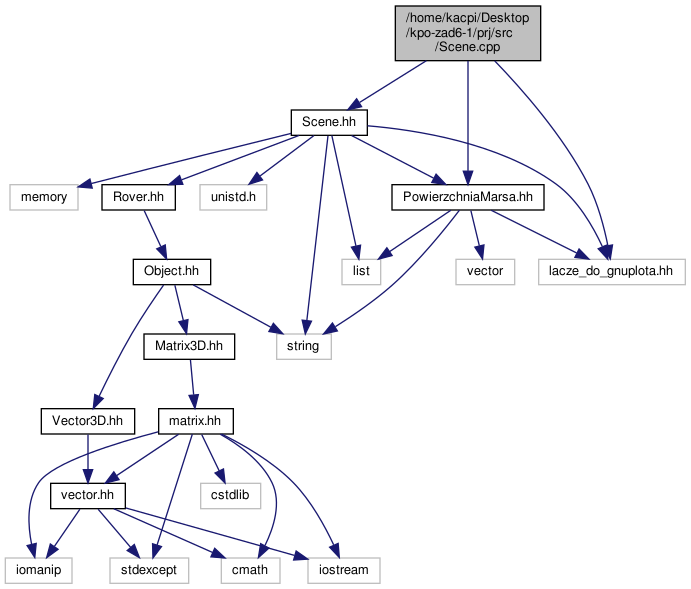 /home/kacpi/Desktop
/kpo-zad6-1/prj/src
/Scene.cpp
Scene.hh
memory
Rover.hh
unistd.h
PowierzchniaMarsa.hh
Object.hh
list
vector
lacze_do_gnuplota.hh
Matrix3D.hh
string
Vector3D.hh
matrix.hh
vector.hh
cstdlib
iomanip
stdexcept
cmath
iostream